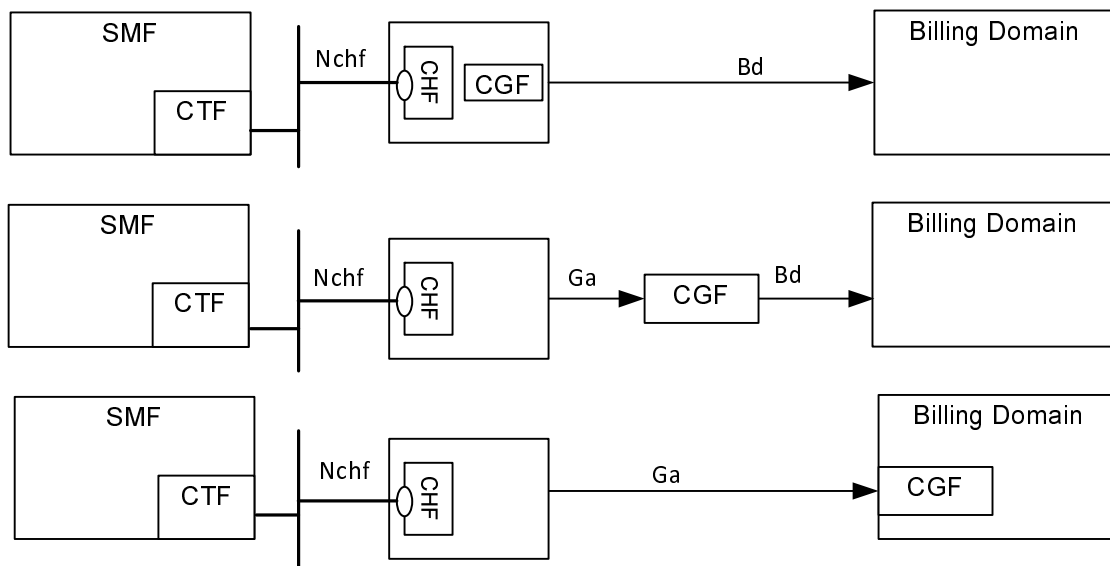 SMF
CTF
Nchf
CHF
CGF
Bd
Billing Domain
SMF
CTF
Nchf
CHF
Ga
CGF
Bd
Billing Domain
SMF
CTF
Nchf
CHF
Ga
Billing Domain
CGF